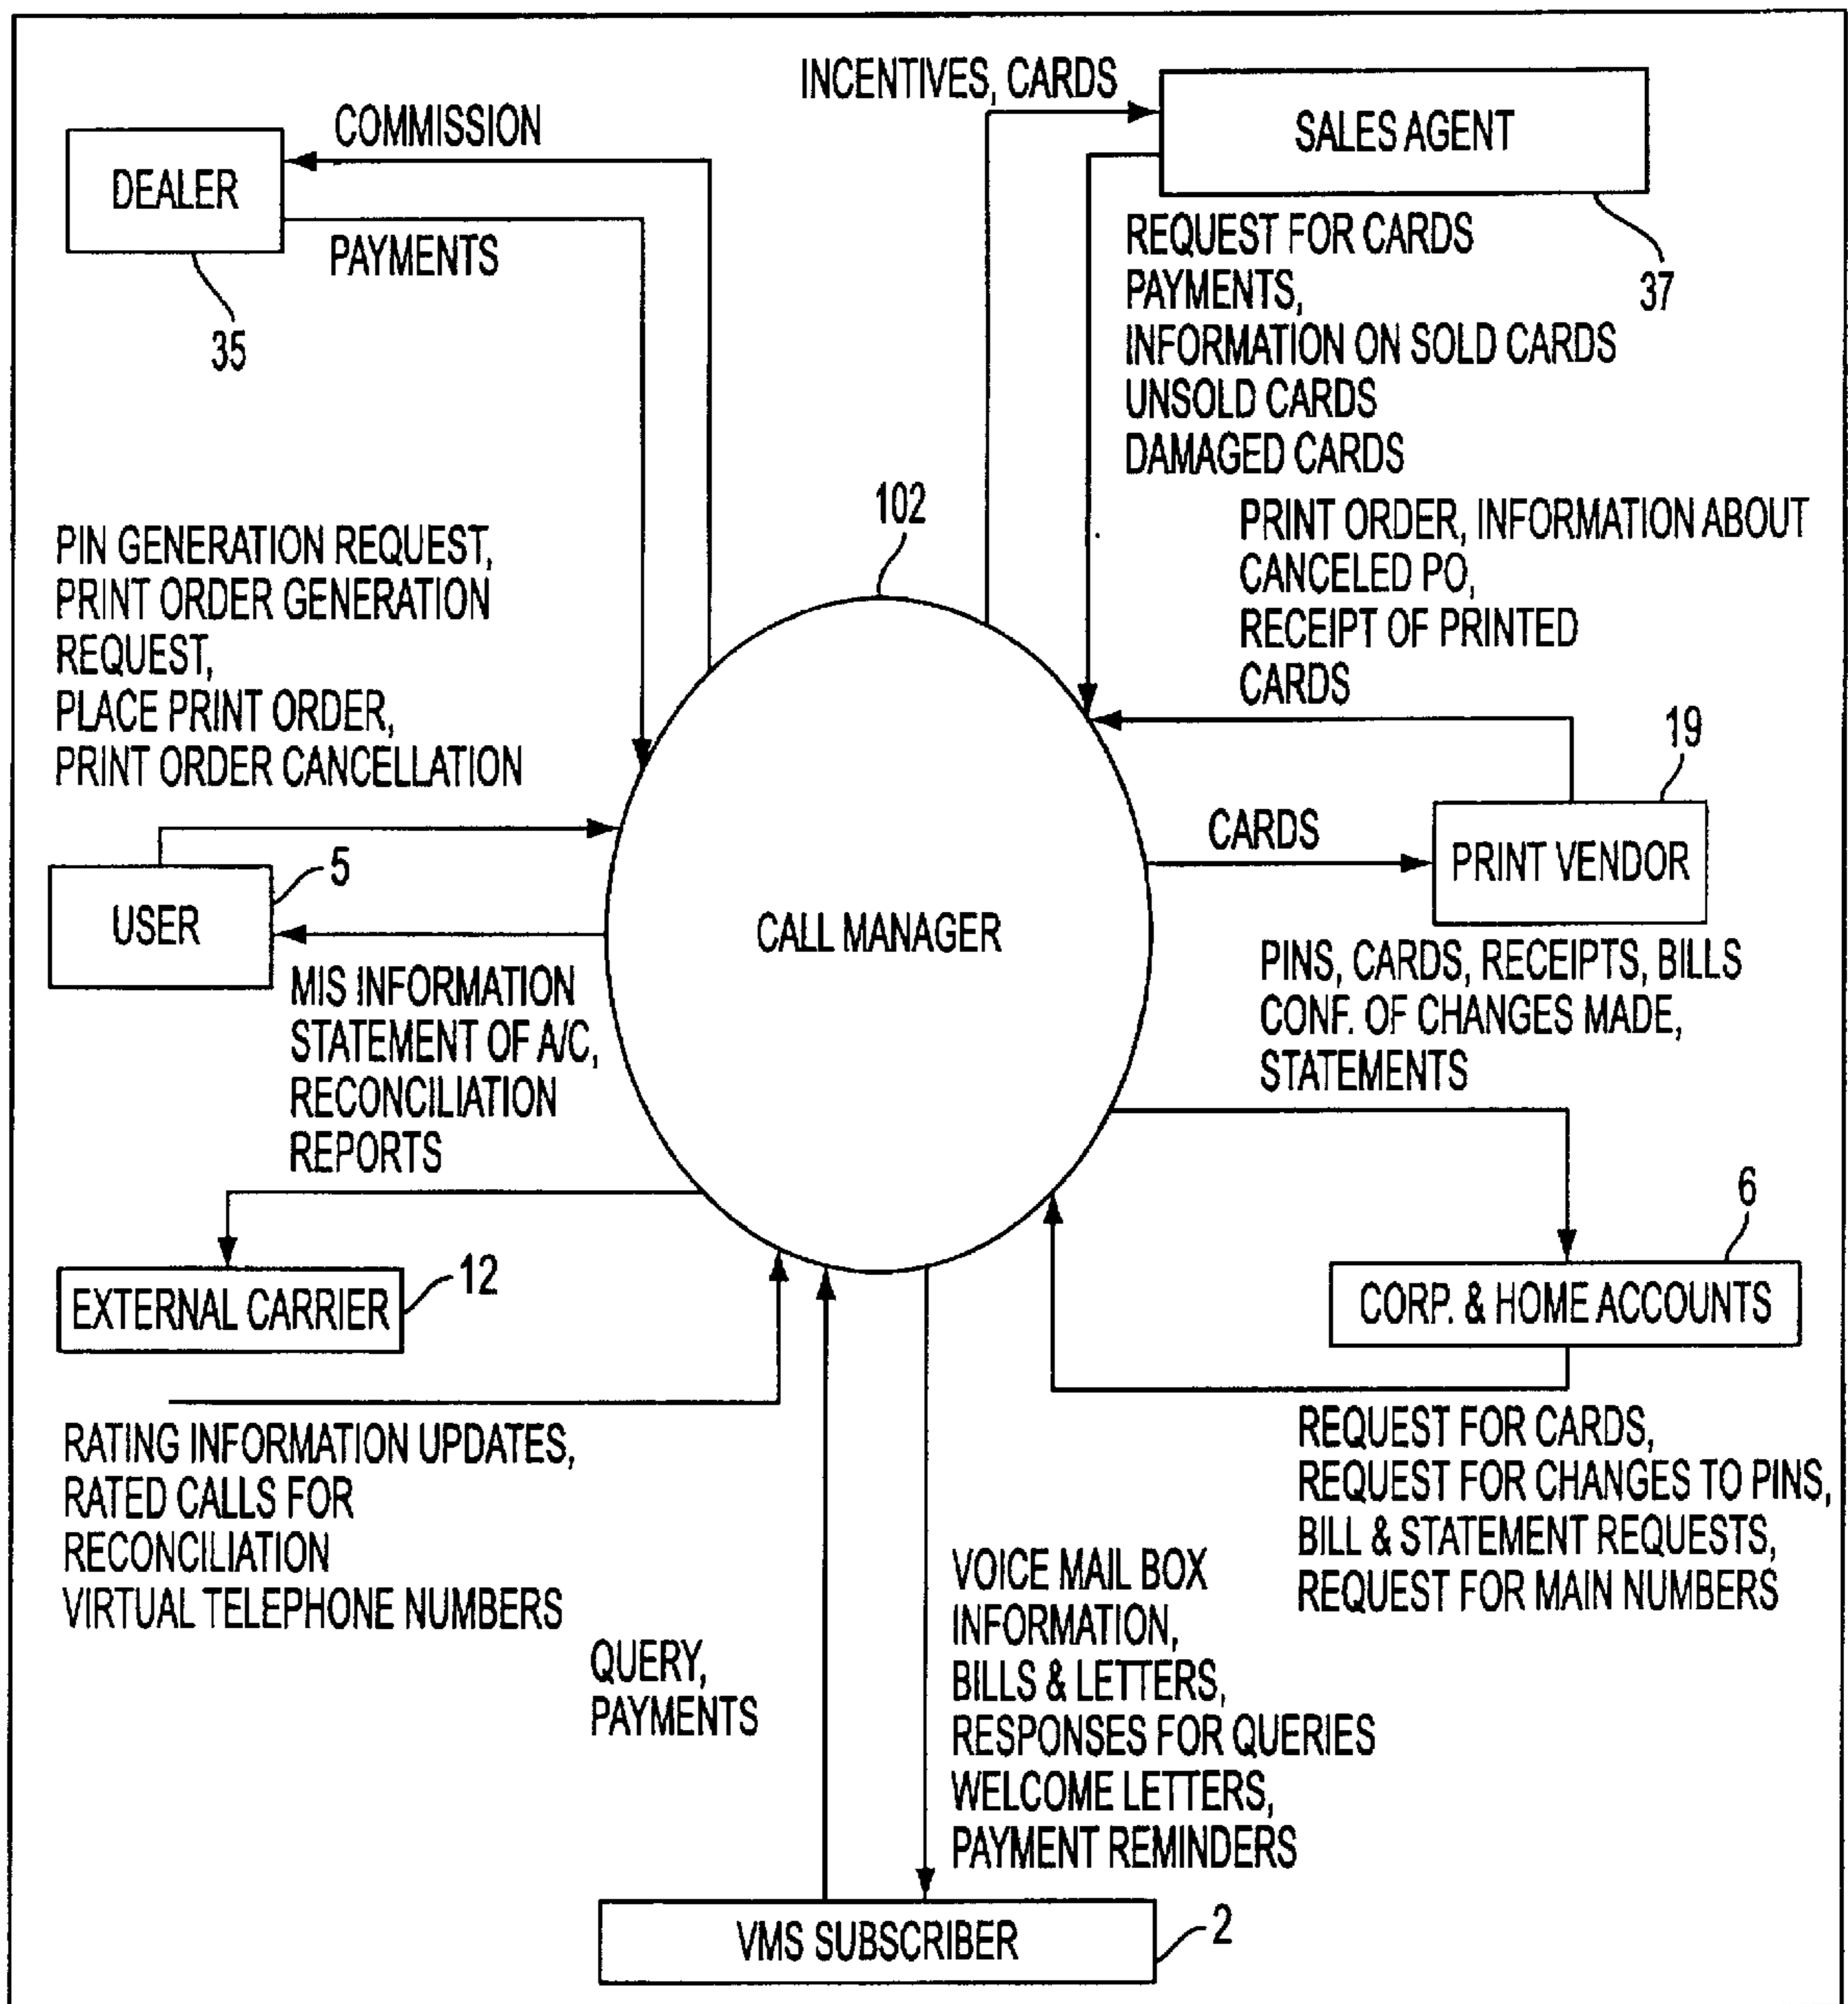 INCENTIVES, CARDS
SALES AGENT
37
COMMISSION
DEALER
PAYMENTS
35
REQUEST FOR CARDS
PAYMENTS,
INFORMATION ON SOLD CARDS
UNSOLD CARDS
DAMAGED CARDS
102
PRINT ORDER, INFORMATION ABOUT
CANCELED PO,
RECEIPT OF PRINTED
CARDS
PIN GENERATION REQUEST,
PRINT ORDER GENERATION
REQUEST,
PLACE PRINT ORDER,
PRINT ORDER CANCELLATION
19
CARDS
PRINT VENDOR
5
USER
CALL MANAGER
MIS INFORMATION
STATEMENT OF A/C,
RECONCILIATION
REPORTS
PINS, CARDS, RECEIPTS, BILLS
CONF. OF CHANGES MADE,
STATEMENTS
6
CORP. & HOME ACCOUNTS
EXTERNAL CARRIER
12
RATING INFORMATION UPDATES,
RATED CALLS FOR
RECONCILIATION
VIRTUAL TELEPHONE NUMBERS
REQUEST FOR CARDS,
REQUEST FOR CHANGES TO PINS,
BILL & STATEMENT REQUESTS,
REQUEST FOR MAIN NUMBERS
QUERY,
PAYMENTS
VOICE MAIL BOX
INFORMATION,
BILLS & LETTERS,
RESPONSES FOR QUERIES
WELCOME LETTERS,
PAYMENT REMINDERS
VMS SUBSCRIBER
2